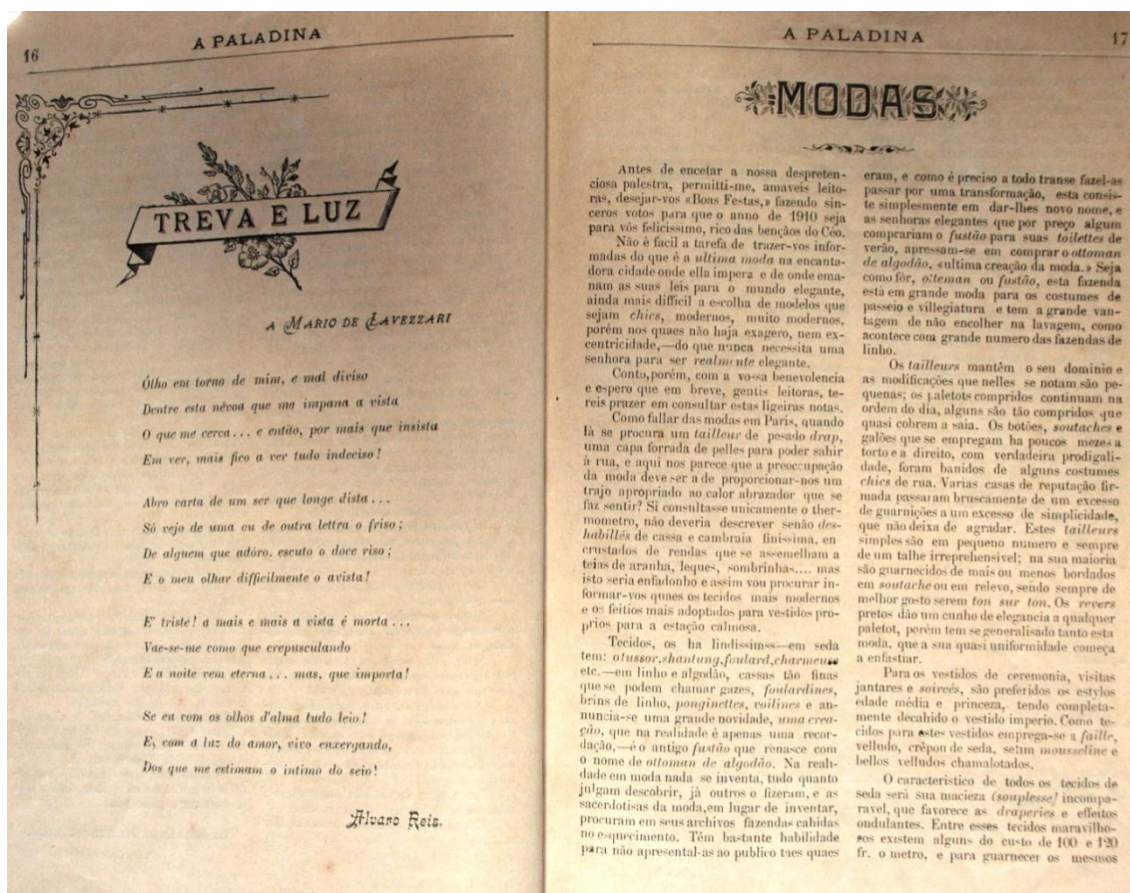 16
A PALADINA
TREVA E LUZ
A MARIO DE LAVEZZARI
Ólho em torno de mim, e mal diviso
Dentre esta névoa que me impana a vista
O que me cerca... e então, por mais que insista
Em ver, mais fico a ver tudo indeciso!
Abro carta de um ser que longe dista...
Só vejo de uma ou de outra lettra o friso;
De alguem que adóro, escuto o doce riso;
E o meu olhar difficilmente o avista!
E' triste! a mais e mais a vista é morta...
Vae-se-me como que crepusculando
E a noite vem eterna... mas, que importa!
Se eu com os olhos d'alma tudo leio!
E, com a luz do amor, vivo enxergando,
Dos que me estimam o intimo do seio!
Alvaro Reis.
A PALADINA
17
MODAS
Antes de encetar a nossa despreten-
ciosa palestra, permitti-me, amaveis leito-
ras, desejar-vos «Boas Festas,» fazendo sin-
ceros votos para que o anno de 1910 seja
para vós felicissimo, rico das bençãos do Céo.
Não é facil a tarefa de trazer-vos infor-
madas do que é a ultima moda na encanta-
dora cidade onde ella impera e de onde ema-
nam as suas leis para o mundo elegante,
ainda mais difficil a escolha de modelos que
sejam chics, modernos, muito modernos,
porém nos quaes não haja exagero, nem ex-
centricidade,—do que nunca necessita uma
senhora para ser realmente elegante.
Conto, porém, com a vossa benevolencia
e espero que em breve, gentis leitoras, te-
reis prazer em consultar estas ligeiras notas.
Como fallar das modas em Paris, quando
lá se procura um tailleur de pesado drap,
uma capa forrada de pelles para poder sahir
á rua, e aqui nos parece que a preoccupação
da moda deve ser a de proporcionar-nos um
trajo apropriado ao calor abrazador que se
faz sentir? Si consultasse unicamente o ther-
mometro, não deveria descrever senão des-
habillés de cassa e cambraia finissima, en
crustados de rendas que se assemelham a
teias de aranha, leques, sombrinhas.... mas
isto seria enfadonho e assim vou procurar in-
formar-vos quaes os tecidos mais modernos
e os feitios mais adoptados para vestidos pro-
prios para a estação calmosa.
Tecidos, os ha lindissimss—em seda
tem: o tussor, shantung, foulard, charmeuse
etc.—em linho e algodão, cassas tão finas
que se podem chamar gazes, foulardines,
brins de linho, ponginettes, voilines e an-
nuncia-se uma grande novidade, uma crea-
ção, que na realidade é apenas uma recor-
dação,—é o antigo fustão que renasce com
o nome de ottoman de algodão. Na reali-
dade em moda nada se inventa, tudo quanto
julgam descobrir, já outros o fizeram, e as
sacerdotisas da moda, em lugar de inventar,
procuram em seus archivos fazendas cahidas
no esquecimento. Têm bastante habilidade
para não apresental-as ao publico taes quaes
eram, e como é preciso a todo transe fazel-as
passar por uma transformação, esta consis-
te simplesmente em dar-lhes novo nome, e
as senhoras elegantes que por preço algum
comprariam o fustão para suas toilettes de
verão, apressam-se em comprar o ottoman
de algodão, «ultima creação da moda.» Seja
como fôr, ou fustão, esta fazenda
está em grande moda para os costumes de
passeio e villegiatura e tem a grande van-
tagem de não encolher na lavagem, como
acontece com grande numero das fazendas de
linho.
Os tailleurs mantêm o seu dominio e
as modificações que nelles se notam são pe-
quenas; os paletots compridos continuam na
ordem do dia, alguns são tão compridos que
quasi cobrem a saia. Os botões, soutaches e
galões que se empregam ha poucos mezes a
torto e a direito, com verdadeira prodigali-
dade, foram banidos de alguns costumes
chics de rua. Varias casas de reputação fir-
mada passaram bruscamente de um excesso
de guarnições a um excesso de simplicidade,
que não deixa de agradar. Estes tailleurs
simples são em pequeno numero e sempre
de um talhe irreprehensivel; na sua maioria
são guarnecidos de mais ou menos bordados
em soutache ou em relevo, sendo sempre de
melhor gosto serem ton sur ton. Os revers
pretos dão um cunho de elegancia a qualquer
paletot, porém tem se generalisado tanto esta
moda, que a sua quasi uniformidade começa
a enfastiar.
Para os vestidos de ceremonia, visitas
jantares e soirées, são preferidos os estylos
edade média e princeza, tendo completa-
mente decahido o vestido imperio. Como te-
cidos para estes vestidos emprega-se a faille,
velludo, crêpon de seda, setim mousseline e
bellos velludos chamalotados.
O caracteristico de todos os tecidos de
seda será sua macieza (souplesse) incompa-
ravel, que favorece as draperies e effeitos
ondulantes. Entre esses tecidos maravilho-
sos existem alguns do custo de 100 e 120
fr. o metro, e para guarnecer os mesmos